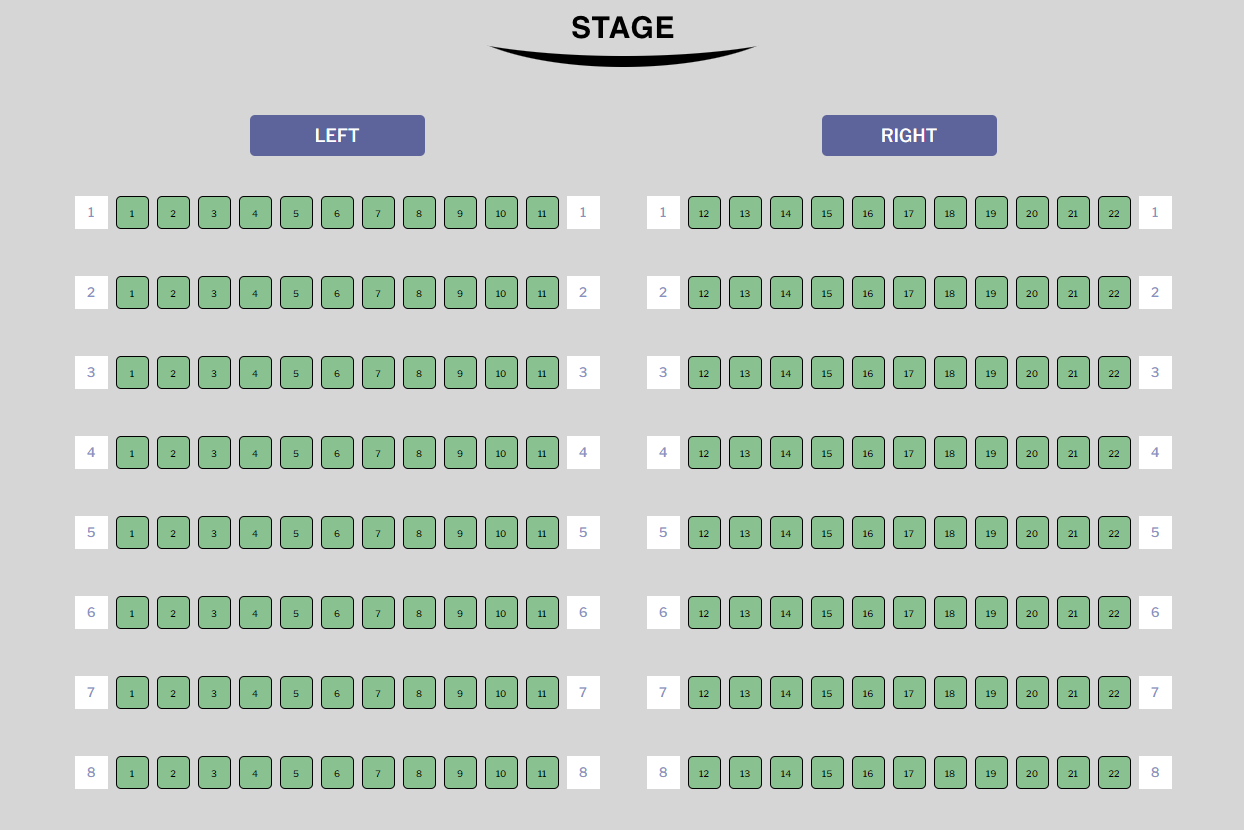 STAGE
LEFT RIGHT
1 1 2 3 4 5 6 7 8 9 10 11 1 1 12 13 14 15 16 17 18 19 20 21 22 1
2 1 2 3 4 5 6 7 8 9 10 11 2 2 12 13 14 15 16 17 18 19 20 21 22 2
3 1 2 3 4 5 6 7 8 9 10 11 3 3 12 13 14 15 16 17 18 19 20 21 22 3
4 1 2 3 4 5 6 7 8 9 10 11 4 4 12 13 14 15 16 17 18 19 20 21 22 4
5 1 2 3 4 5 6 7 8 9 10 11 5 5 12 13 14 15 16 17 18 19 20 21 22 5
6 1 2 3 4 5 6 7 8 9 10 11 6 6 12 13 14 15 16 17 18 19 20 21 22 6
7 1 2 3 4 5 6 7 8 9 10 11 7 7 12 13 14 15 16 17 18 19 20 21 22 7
8 1 2 3 4 5 6 7 8 9 10 11 8 8 12 13 14 15 16 17 18 19 20 21 22 8